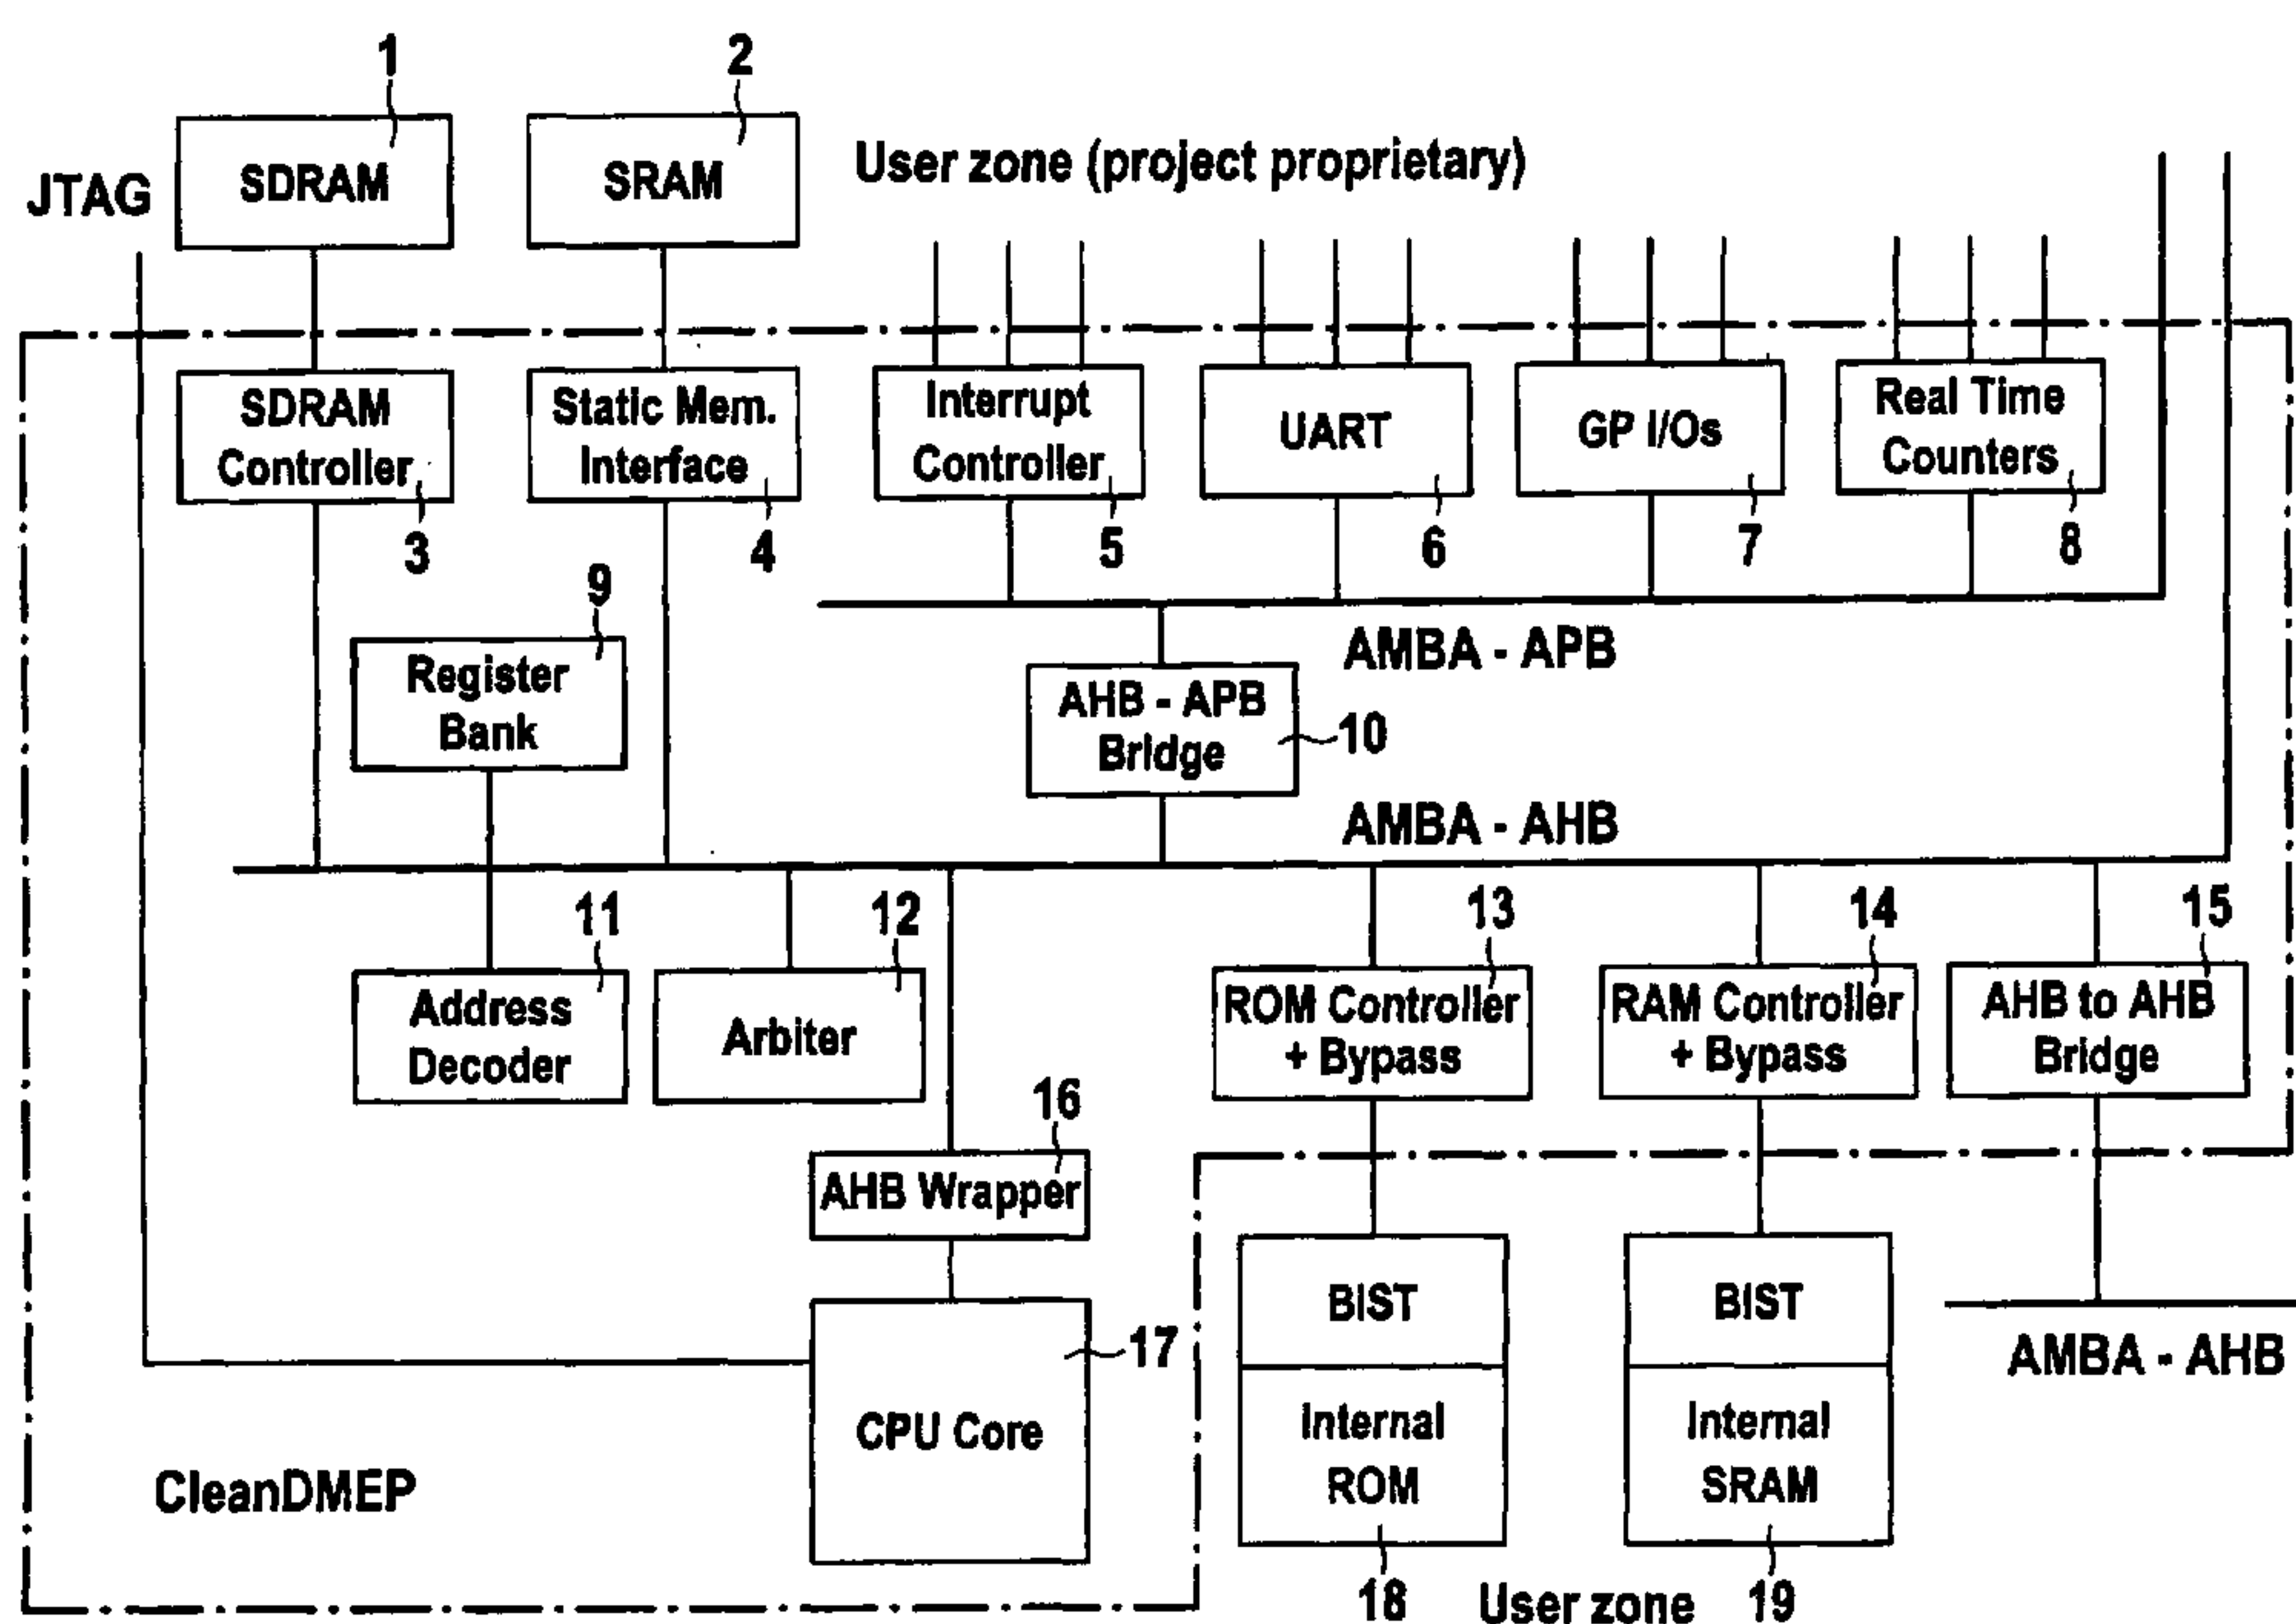 1
2
JTAG
SDRAM
SRAM
User zone (project proprietary)
SDRAM
Controller
3
Static Mem.
Interface
4
Interrupt
Controller
5
UART
6
GP I/Os
7
Real Time
Counters
8
9
Register
Bank
AMBA - APB
AHB - APB
Bridge
10
AMBA - AHB
11
Address
Decoder
12
Arbiter
13
ROM Controller
+ Bypass
14
RAM Controller
+ Bypass
15
AHB to AHB
Bridge
16
AHB Wrapper
17
CPU Core
BIST
Internal
ROM
18
BIST
Internal
SRAM
19
AMBA - AHB
CleanDMEP
User zone